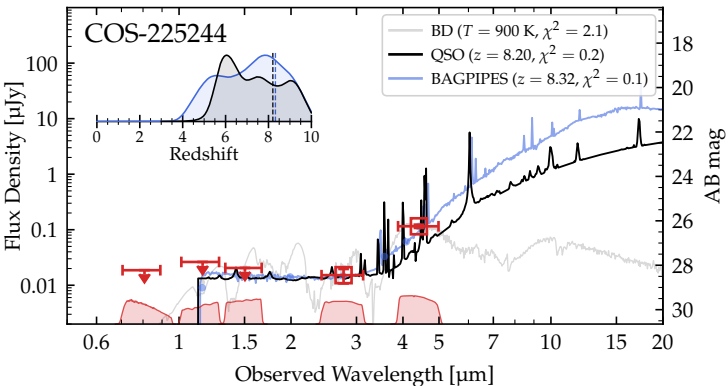 COS-225244
BD (T = 900 K, χ² = 2.1)
QSO (z = 8.20, χ² = 0.2)
BAGPIPES (z = 8.32, χ² = 0.1)
0 2 4 6 8 10
Redshift
Flux Density [μJy]
100
10
1
0.1
0.01
18
20
22
24
26
28
30
AB mag
0.6 1 2 3 4 5 7 10 15 20
Observed Wavelength [μm]